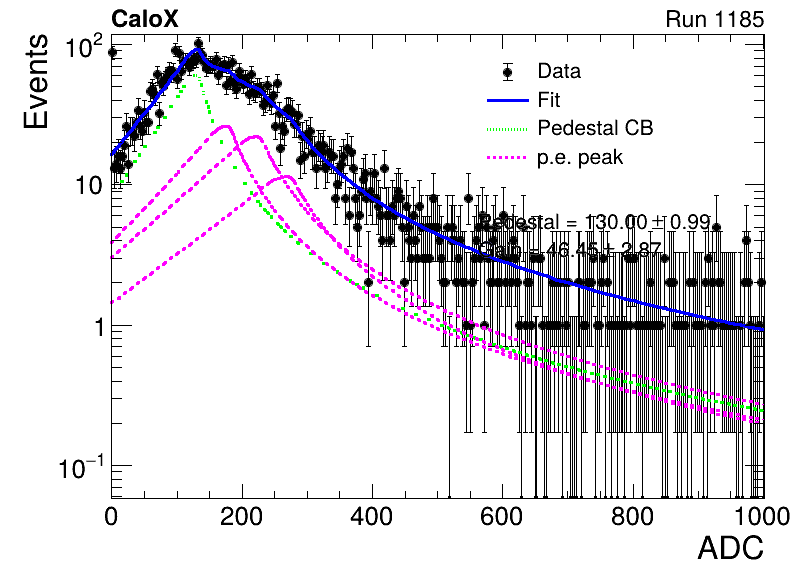 CaloX Run 1185
Events
10²
10
1
10⁻¹
Data
Fit
Pedestal CB
p.e. peak
Pedestal = 130.00 ± 0.99
Gain = 46.45 ± 2.87
0 200 400 600 800 1000
ADC